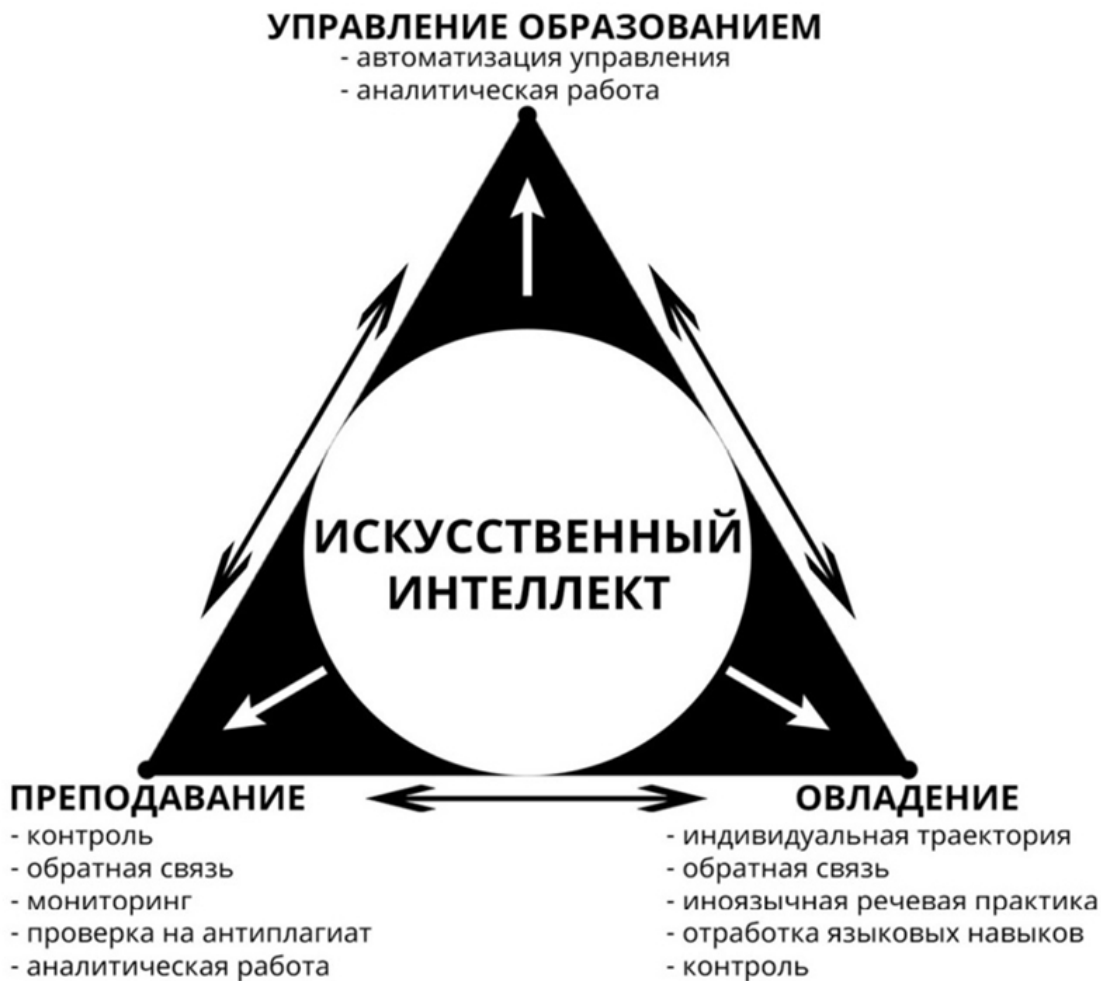 УПРАВЛЕНИЕ ОБРАЗОВАНИЕМ
- автоматизация управления
- аналитическая работа
ИСКУССТВЕННЫЙ
ИНТЕЛЛЕКТ
ПРЕПОДАВАНИЕ
- контроль
- обратная связь
- мониторинг
- проверка на антиплагиат
- аналитическая работа
ОВЛАДЕНИЕ
- индивидуальная траектория
- обратная связь
- иноязычная речевая практика
- отработка языковых навыков
- контроль